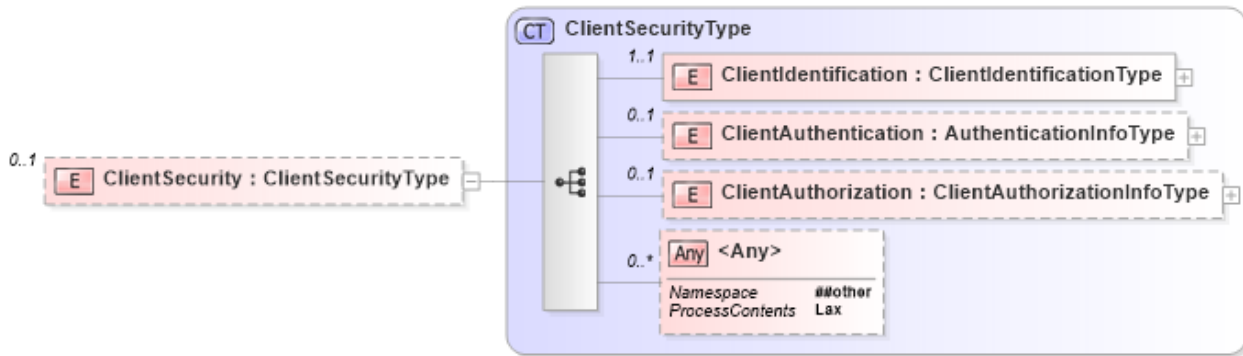 CT ClientSecurityType
1..1
E ClientIdentification : ClientIdentificationType
0..1
E ClientAuthentication : AuthenticationInfoType
0..1
E ClientSecurity : ClientSecurityType
0..1
E ClientAuthorization : ClientAuthorizationInfoType
0..*
Any <Any>
Namespace ##other
ProcessContents Lax